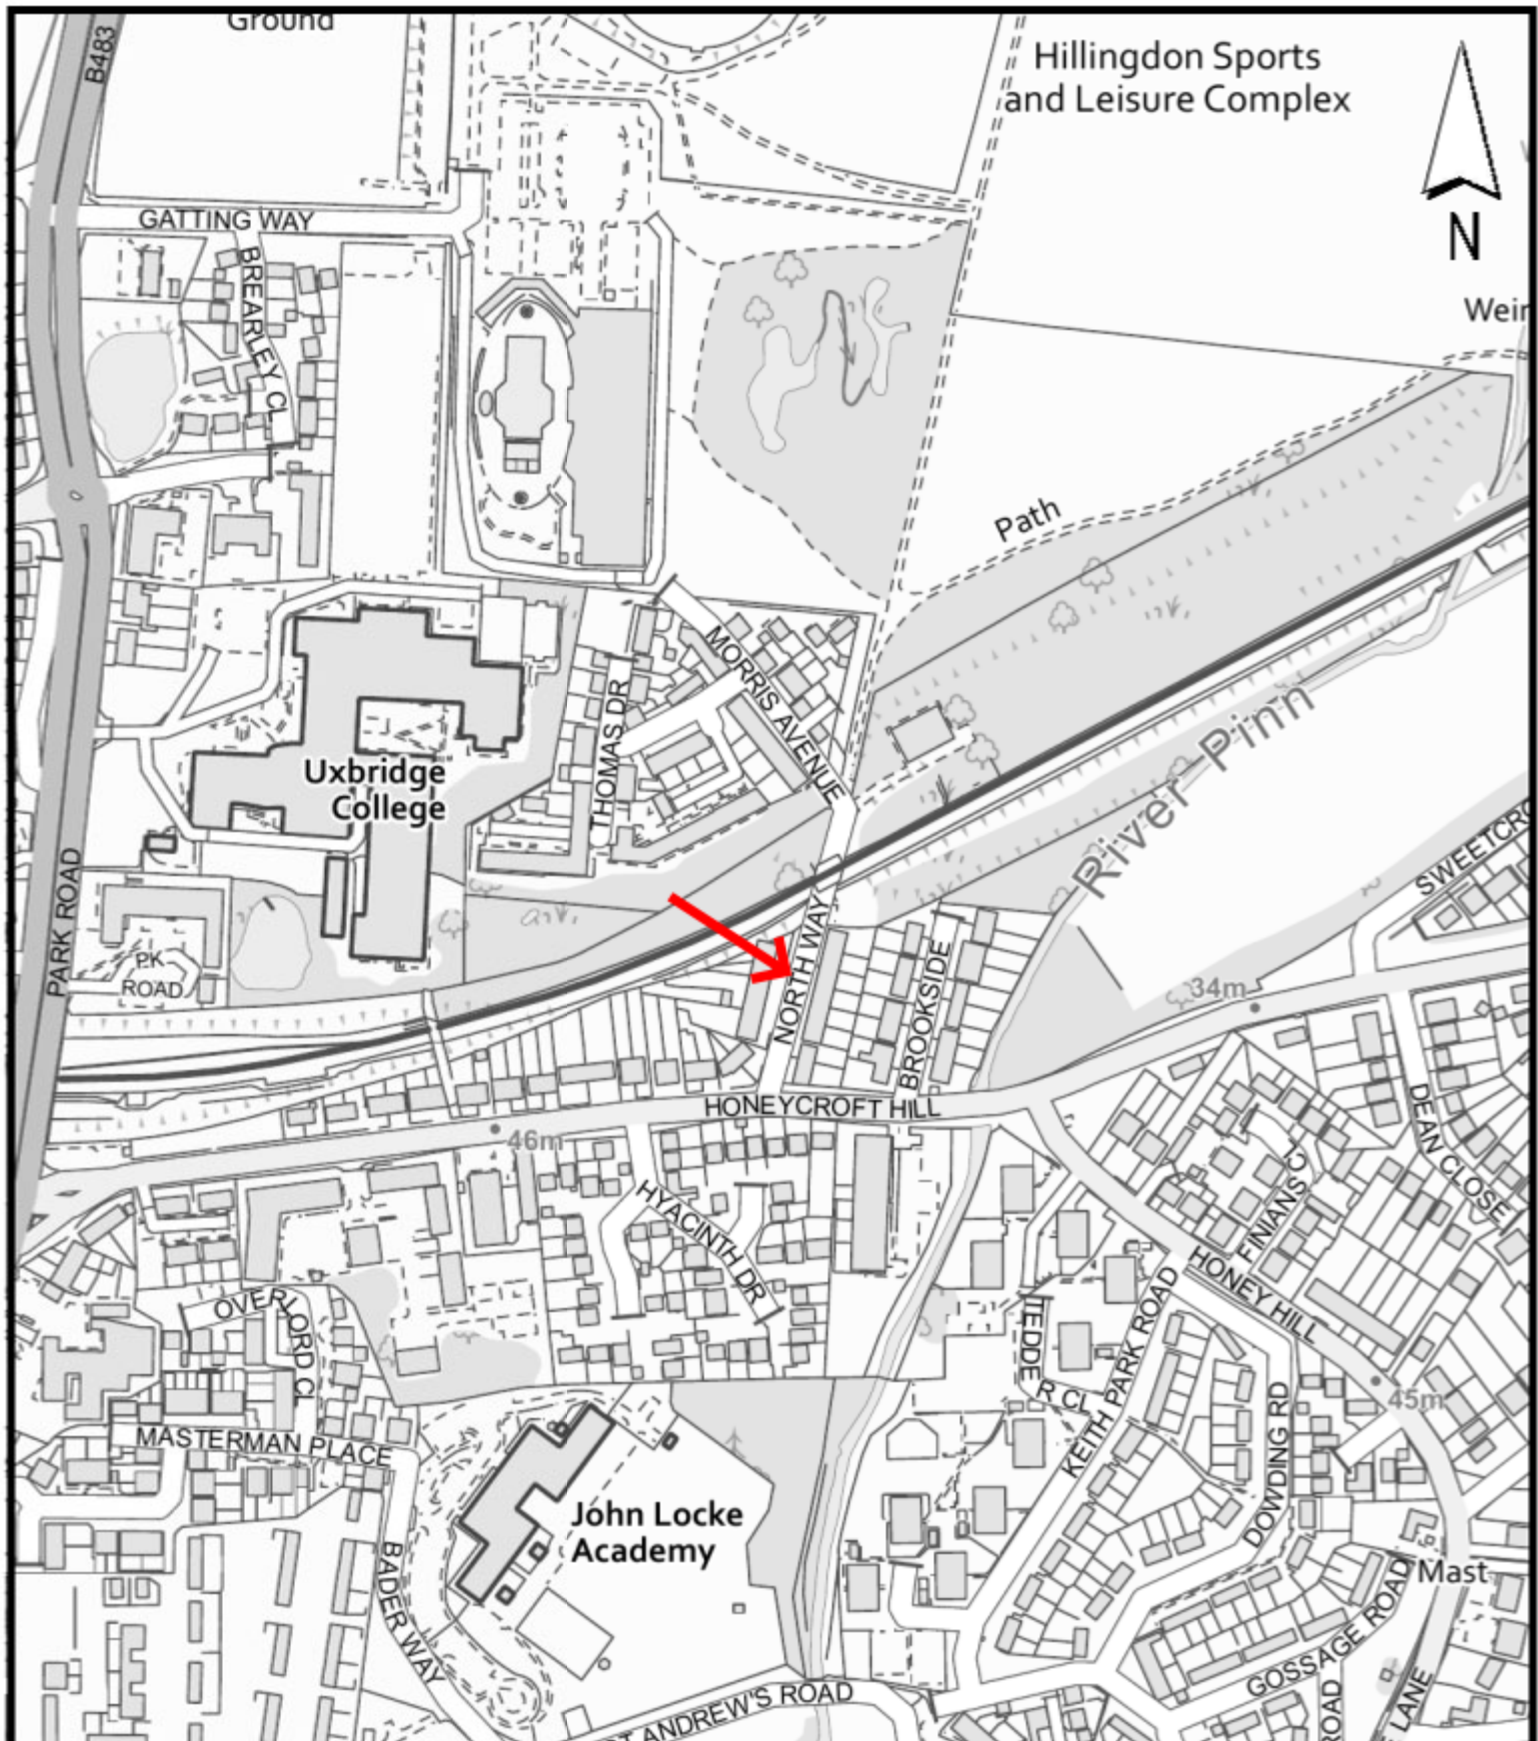 Ground
B483
Hillingdon Sports
and Leisure Complex
N
GATTING WAY
BREARLEY CL
Weir
Path
MORRIS AVENUE
THOMAS DR
Uxbridge
College
River Pinn
SWEETCRO
PARK ROAD
PK
ROAD
NORTH WAY
BROOKSIDE
34m
HONEYCROFT HILL
46m
DEAN CLOSE
HYACINTH DR
FINIANS CL
HONEY HILL
OVERLORD CL
TEDDER CL
KEITH PARK ROAD
45m
MASTERMAN PLACE
DOWDING RD
John Locke
Academy
BADER WAY
Mast
GOSSAGE ROAD
T ANDREW'S ROAD
ROAD
LANE